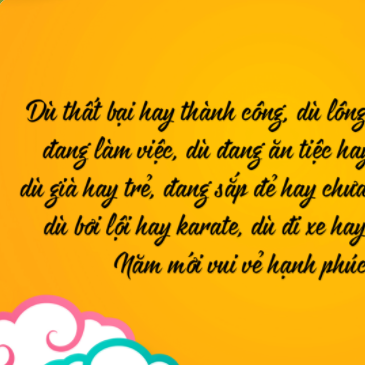 Dù thất bại hay thành công, dù lông
đang làm việc, dù đang ăn tiệc hay
dù già hay trẻ, đang sắp đẻ hay chưa
dù bơi lội hay karate, dù đi xe hay
Năm mới vui vẻ hạnh phúc